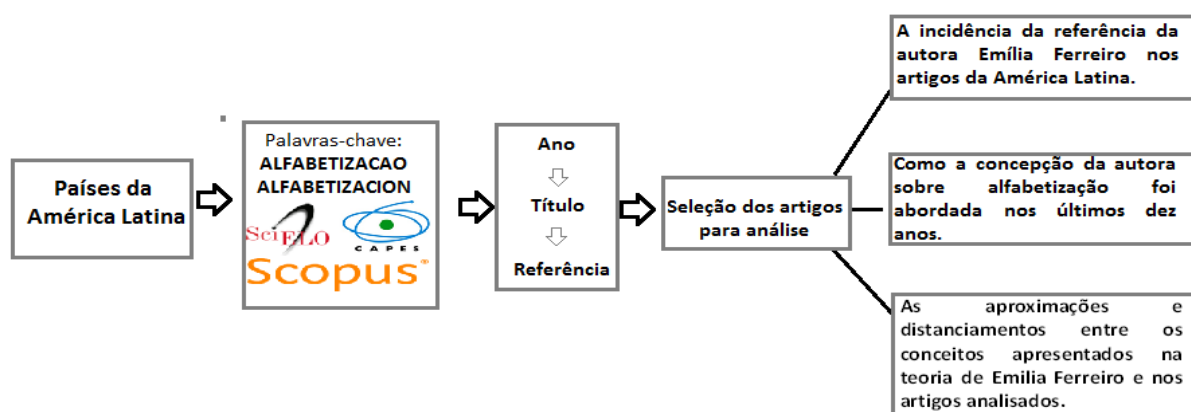 Países da
América Latina
Palavras-chave:
ALFABETIZACAO
ALFABETIZACION
SciELO
CAPES
Scopus®
Ano
Título
Referência
Seleção dos artigos
para análise
A incidência da referência da
autora Emília Ferreiro nos
artigos da América Latina.
Como a concepção da autora
sobre alfabetização foi
abordada nos últimos dez
anos.
As aproximações e
distanciamentos entre os
conceitos apresentados na
teoria de Emilia Ferreiro e nos
artigos analisados.